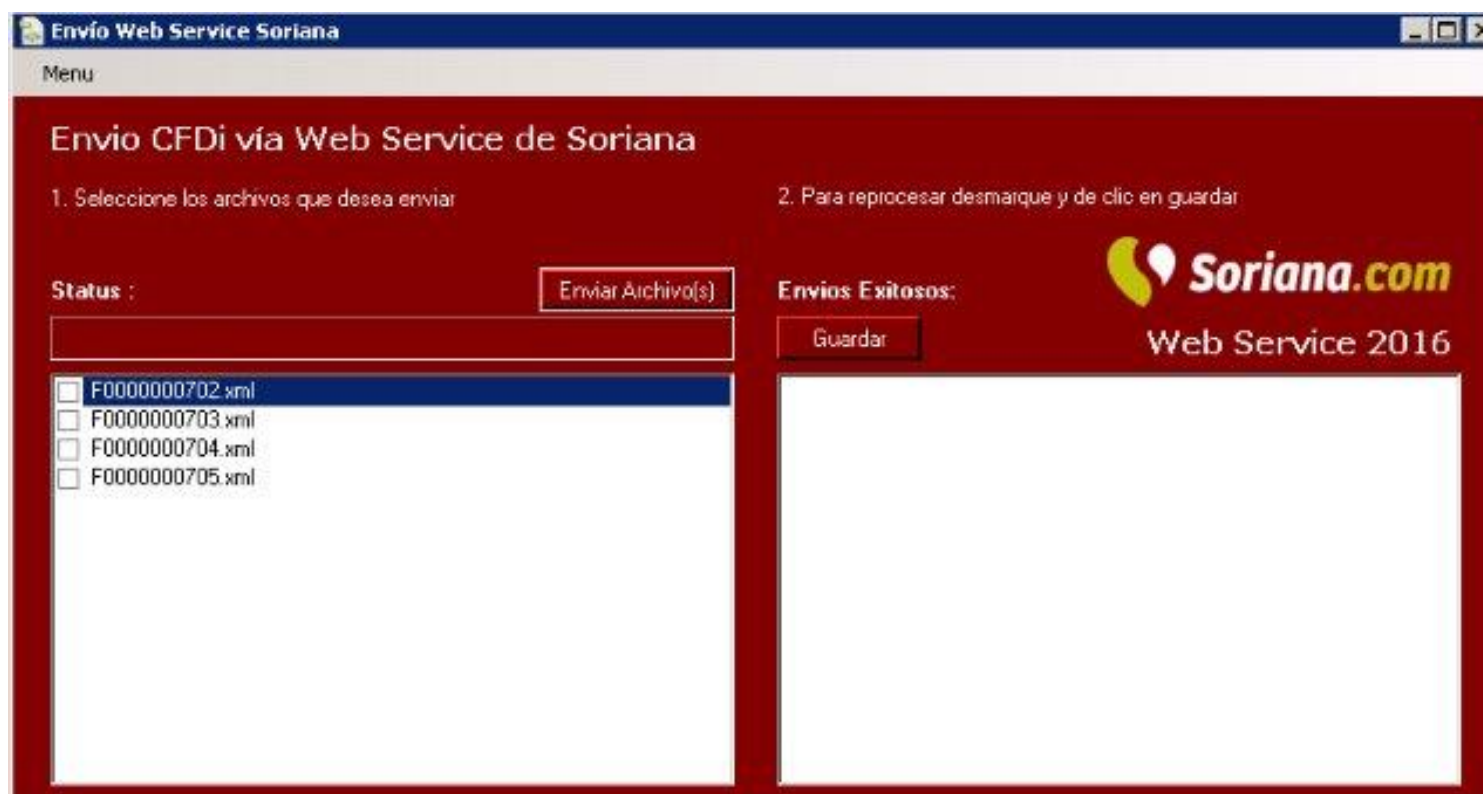 Envío Web Service Soriana
Menu
Envio CFDi vía Web Service de Soriana
1. Seleccione los archivos que desea enviar
2. Para reprocesar desmarque y de clic en guardar
Soriana.com
Status :
Enviar Archivo(s)
Envios Exitosos:
Guardar
Web Service 2016
F0000000702.xml
F0000000703.xml
F0000000704.xml
F0000000705.xml